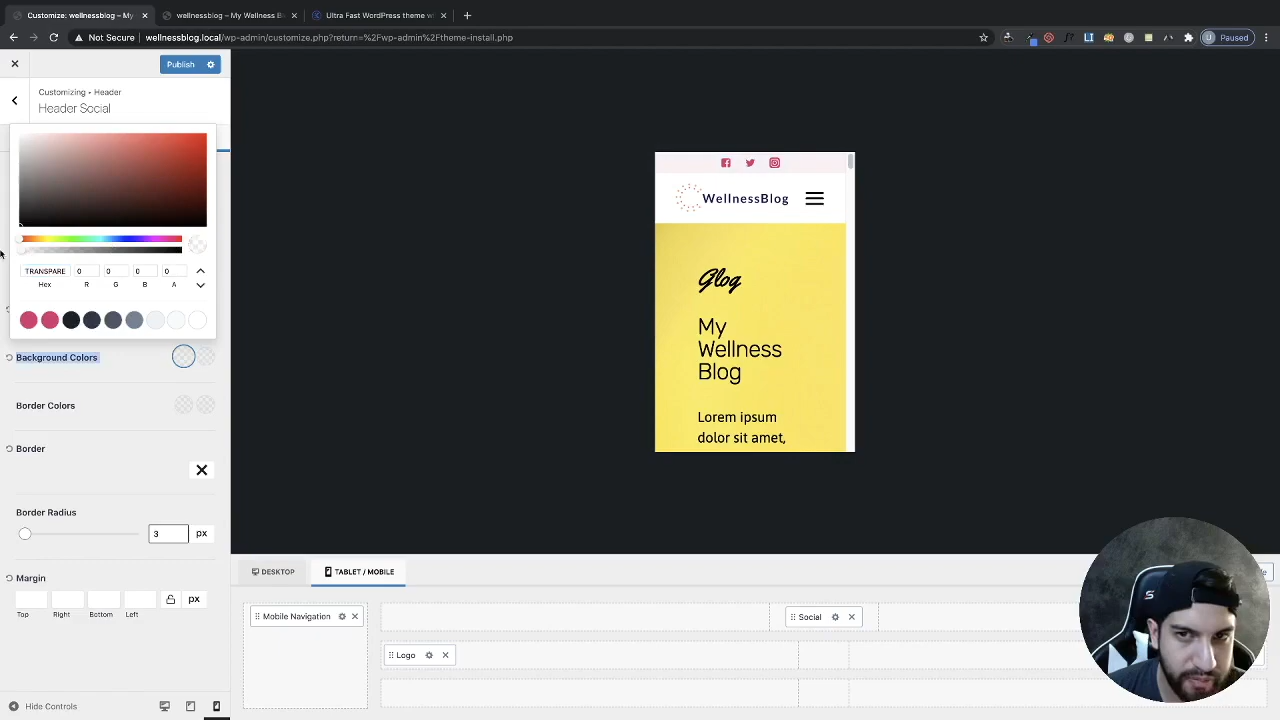 Customize: wellnessblog – My
wellnessblog – My Wellness Bl
Ultra Fast WordPress theme w
Not Secure
wellnessblog.local/wp-admin/customize.php?return=%2Fwp-admin%2Ftheme-install.php
Paused
Publish
Customizing • Header
Header Social
TRANSPARE
0
0
0
0
Hex
R
G
B
A
Background Colors
Border Colors
Border
Border Radius
3
px
Margin
px
Top
Right
Bottom
Left
Hide Controls
WellnessBlog
Glog
My
Wellness
Blog
Lorem ipsum
dolor sit amet,
DESKTOP
TABLET / MOBILE
Mobile Navigation
Social
Logo